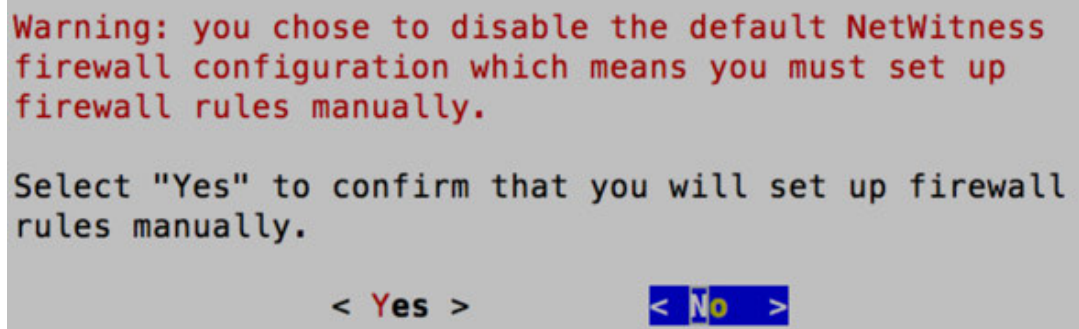 Warning: you chose to disable the default NetWitness
firewall configuration which means you must set up
firewall rules manually.
Select "Yes" to confirm that you will set up firewall
rules manually.
< Yes > < No >